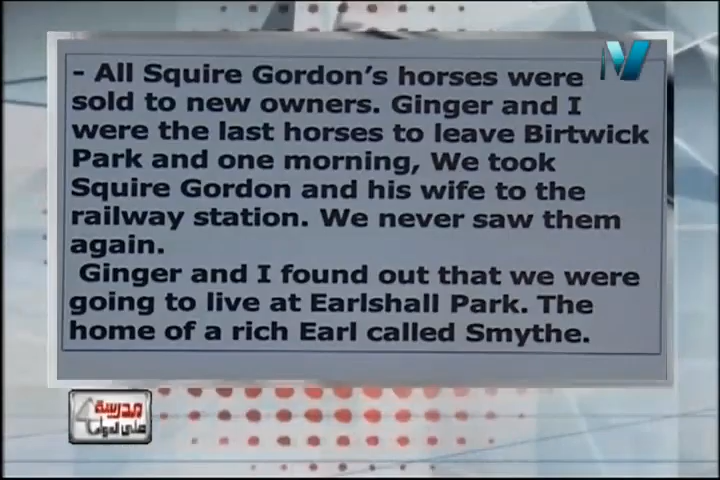 - All Squire Gordon's horses were
sold to new owners. Ginger and I
were the last horses to leave Birtwick
Park and one morning, We took
Squire Gordon and his wife to the
railway station. We never saw them
again.
Ginger and I found out that we were
going to live at Earlshall Park. The
home of a rich Earl called Smythe.
مدرسة
على الهواء